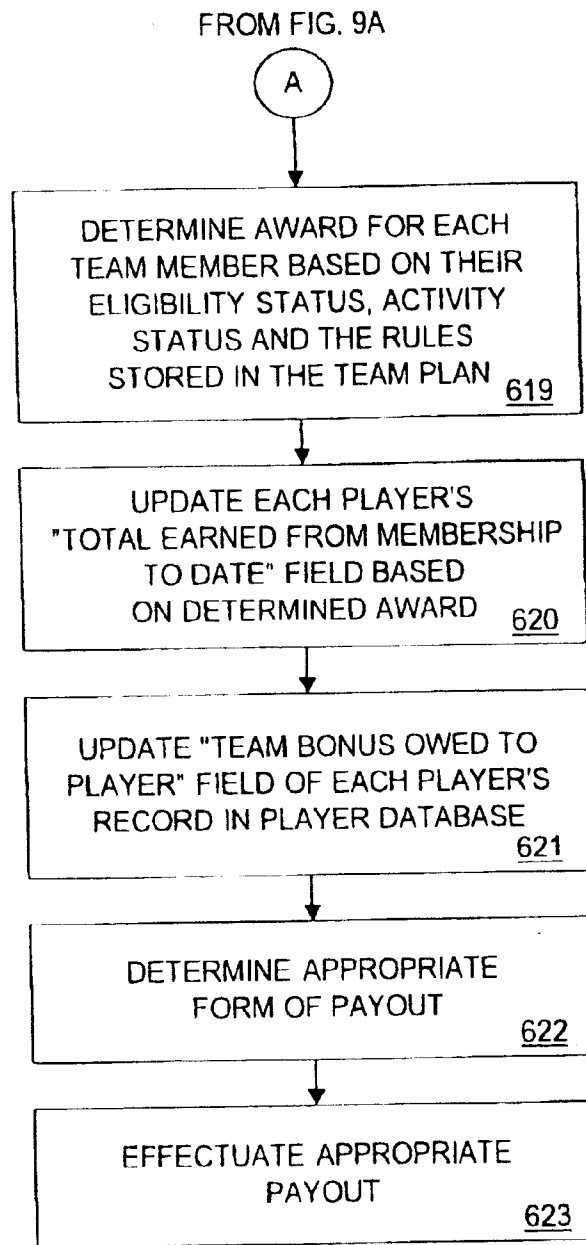 FROM FIG. 9A
A
DETERMINE AWARD FOR EACH
TEAM MEMBER BASED ON THEIR
ELIGIBILITY STATUS, ACTIVITY
STATUS AND THE RULES
STORED IN THE TEAM PLAN
619
UPDATE EACH PLAYER'S
"TOTAL EARNED FROM MEMBERSHIP
TO DATE" FIELD BASED
ON DETERMINED AWARD
620
UPDATE "TEAM BONUS OWED TO
PLAYER" FIELD OF EACH PLAYER'S
RECORD IN PLAYER DATABASE
621
DETERMINE APPROPRIATE
FORM OF PAYOUT
622
EFFECTUATE APPROPRIATE
PAYOUT
623